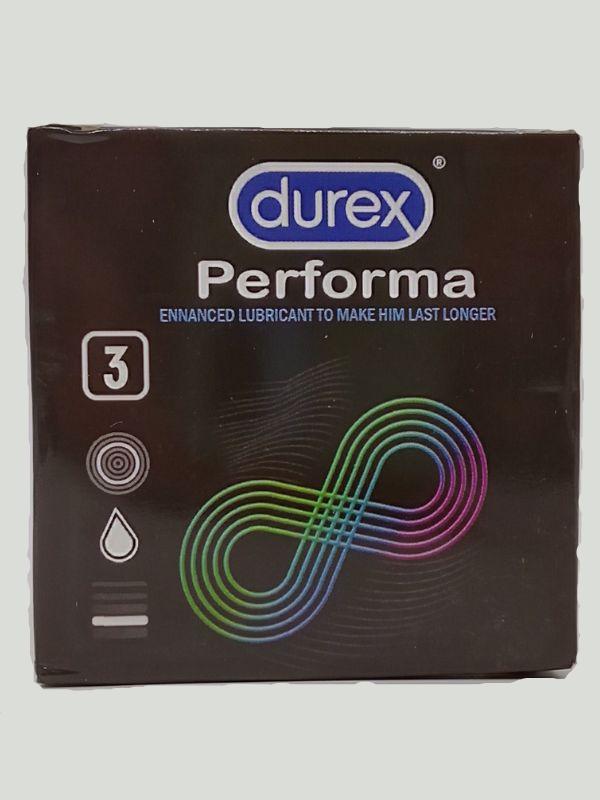 durex®
Performa
ENNANCED LUBRICANT TO MAKE HIM LAST LONGER
3